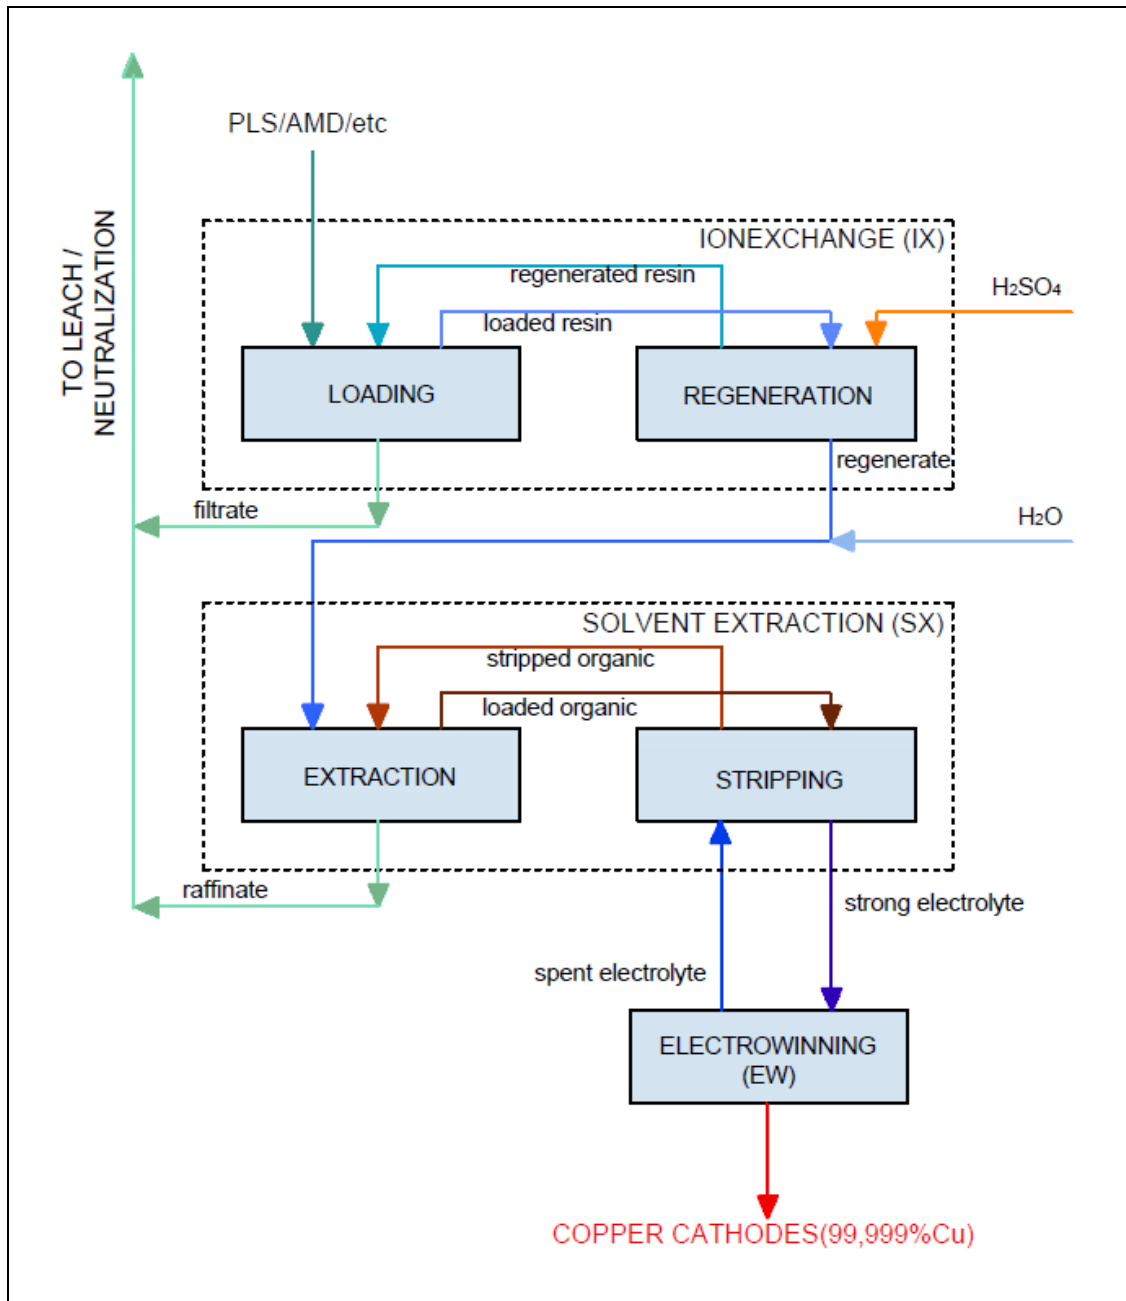 PLS/AMD/etc
TO LEACH /
NEUTRALIZATION
IONEXCHANGE (IX)
regenerated resin
H₂SO₄
loaded resin
LOADING
REGENERATION
regenerate
filtrate
H₂O
SOLVENT EXTRACTION (SX)
stripped organic
loaded organic
EXTRACTION
STRIPPING
raffinate
strong electrolyte
spent electrolyte
ELECTROWINNING
(EW)
COPPER CATHODES(99,999%Cu)